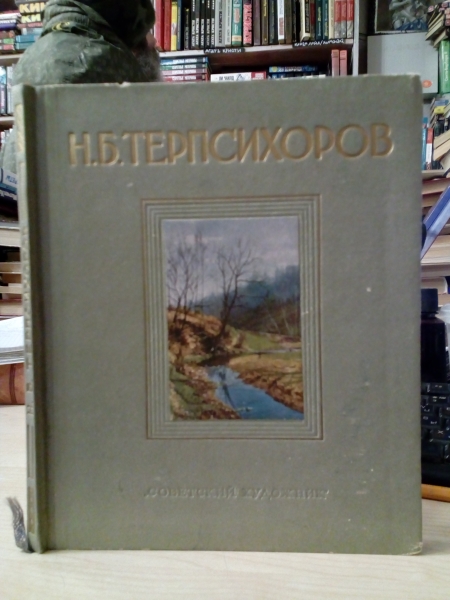 Н.Б.ТЕРПСИХОРОВ
„СОВЕТСКИЙ ХУДОЖНИК“